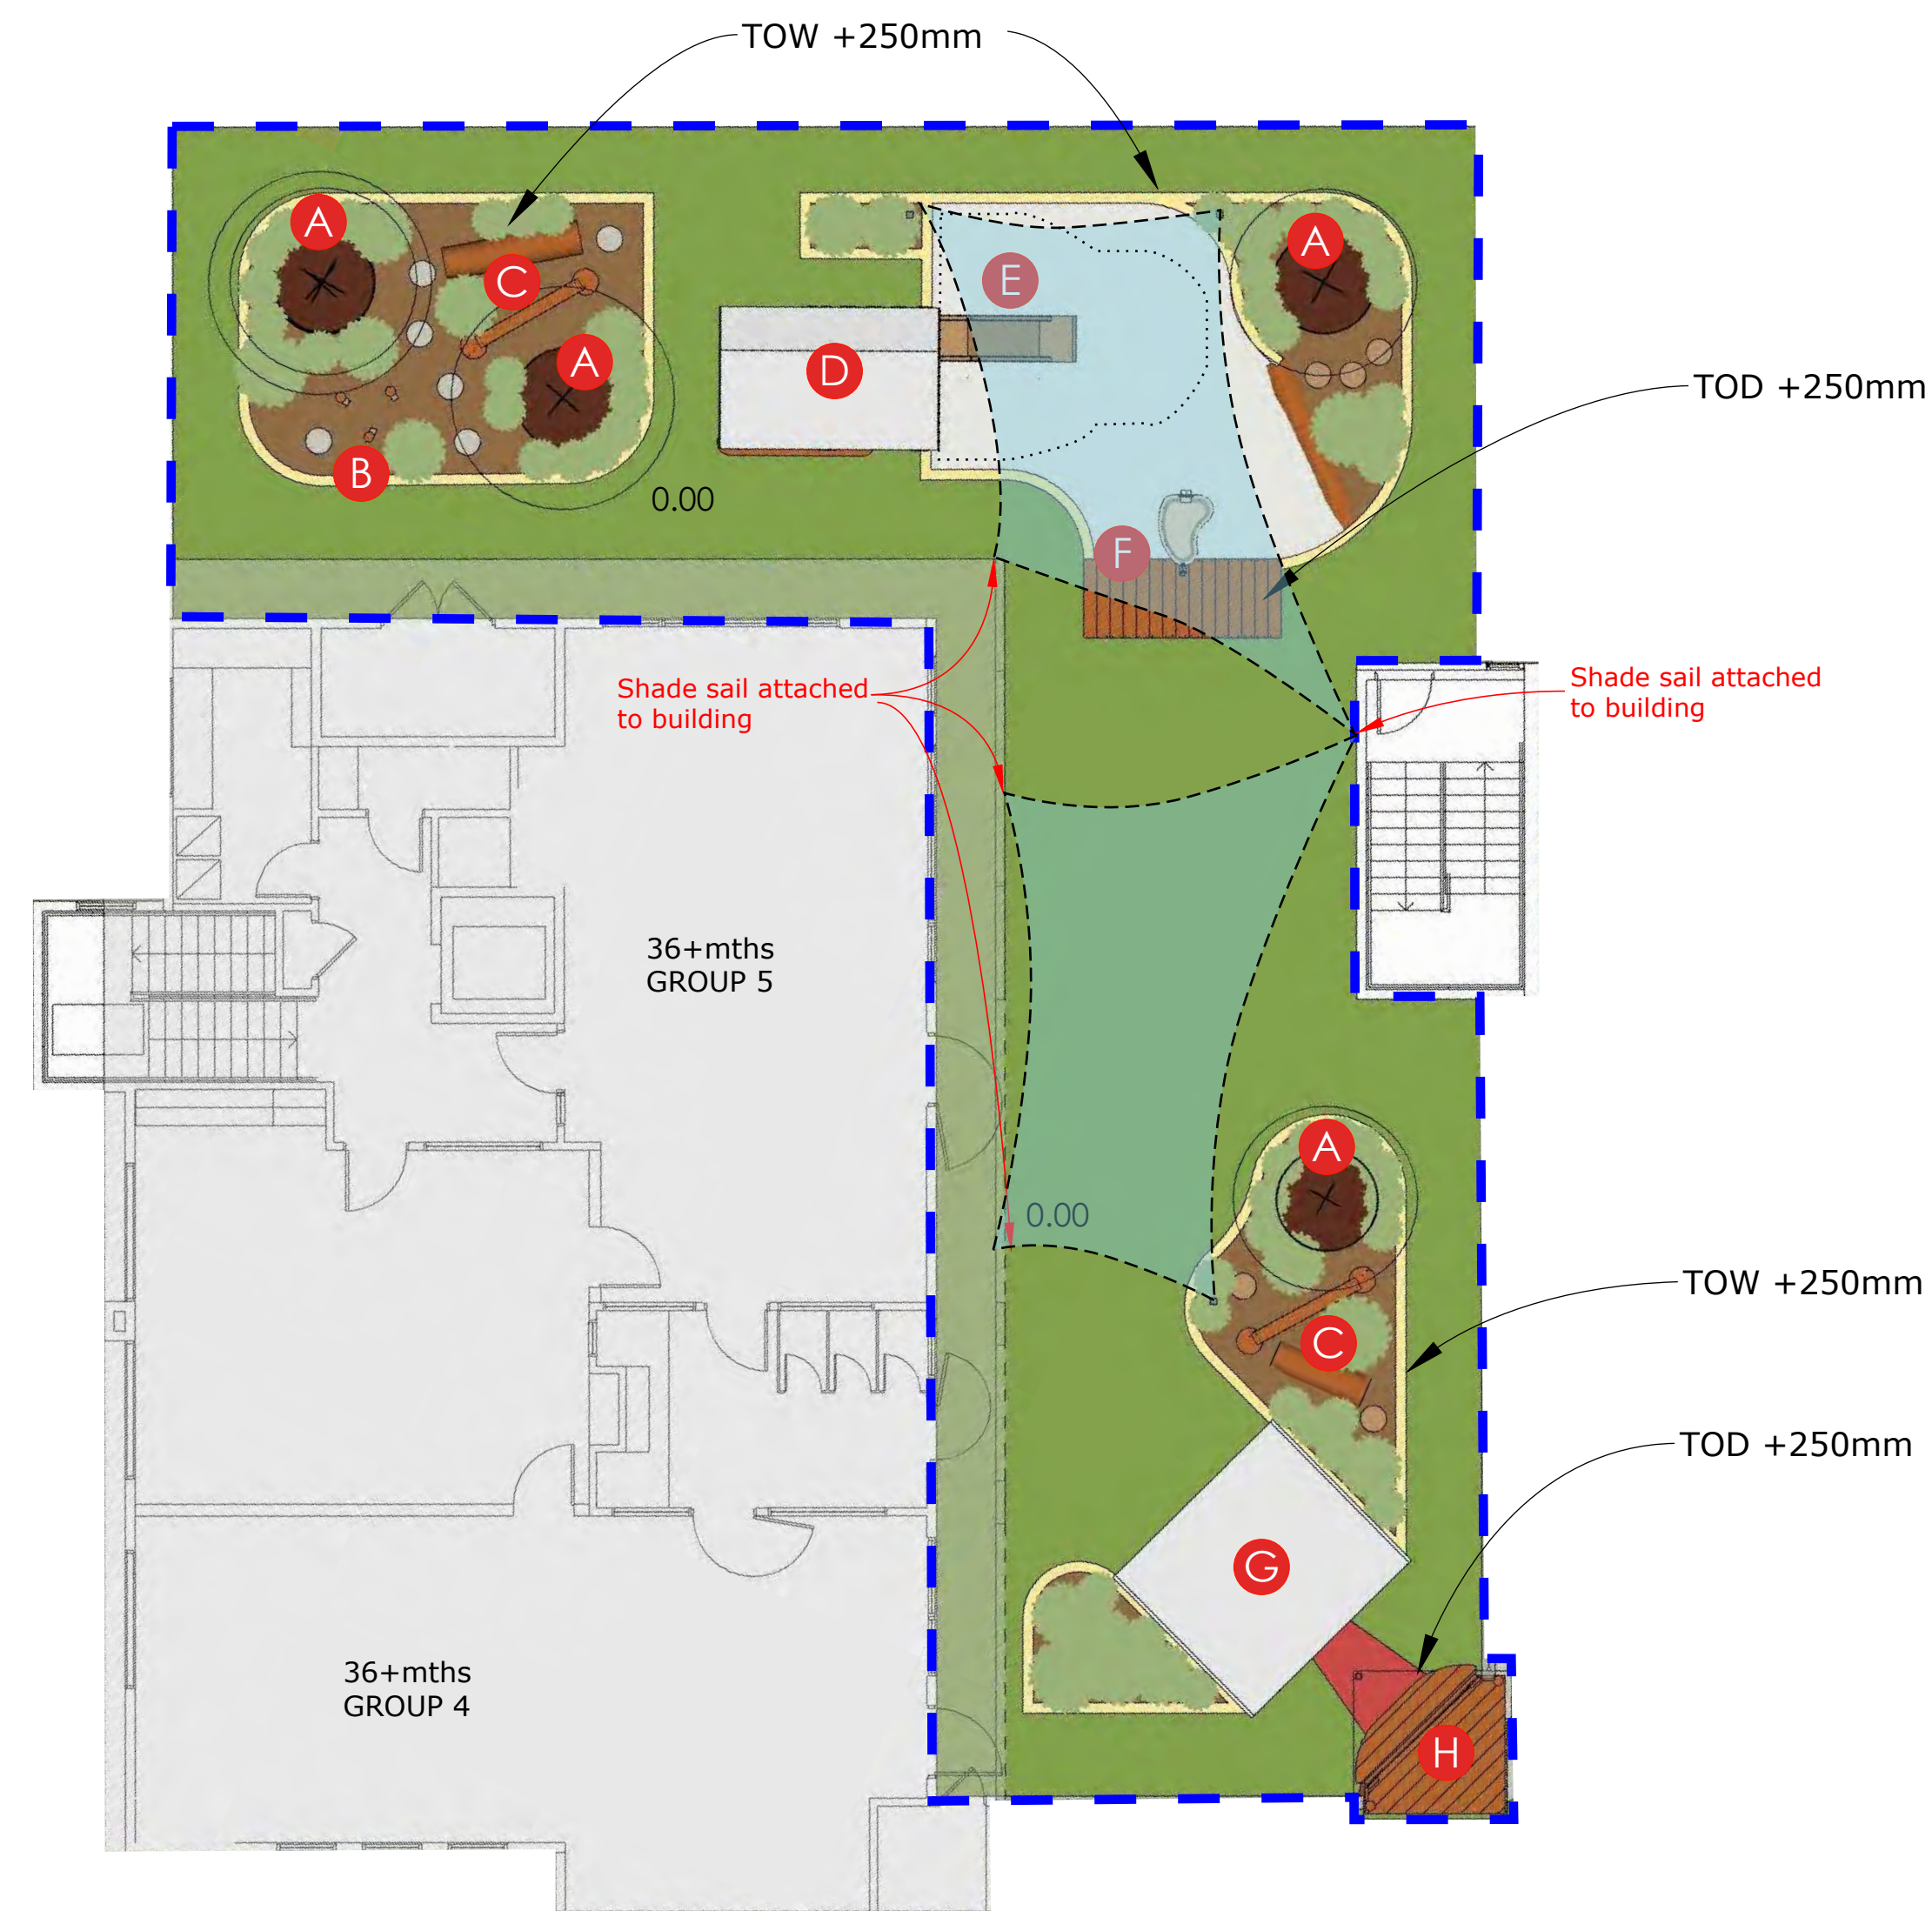 TOW +250mm
A
A
C
E
A
D
TOD +250mm
B
0.00
F
Shade sail attached
to building
Shade sail attached
to building
36+mths
GROUP 5
A
0.00
TOW +250mm
C
TOD +250mm
G
36+mths
GROUP 4
H